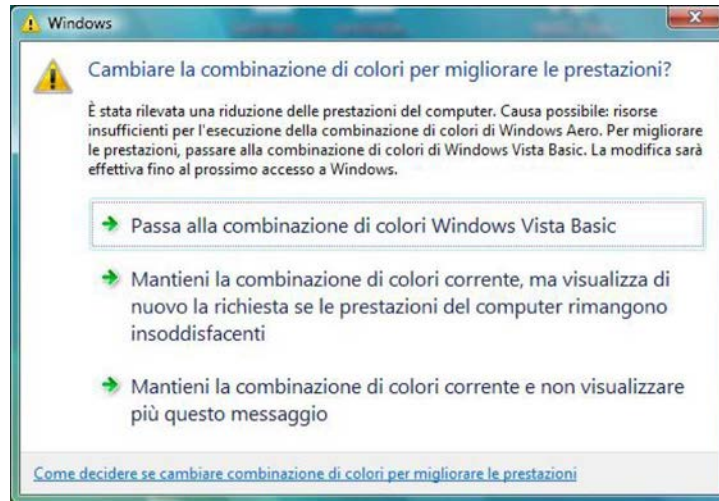 Windows
Cambiare la combinazione di colori per migliorare le prestazioni?
È stata rilevata una riduzione delle prestazioni del computer. Causa possibile: risorse
insufficienti per l'esecuzione della combinazione di colori di Windows Aero. Per migliorare
le prestazioni, passare alla combinazione di colori di Windows Vista Basic. La modifica sarà
effettiva fino al prossimo accesso a Windows.
Passa alla combinazione di colori Windows Vista Basic
Mantieni la combinazione di colori corrente, ma visualizza di
nuovo la richiesta se le prestazioni del computer rimangono
insoddisfacenti
Mantieni la combinazione di colori corrente e non visualizzare
più questo messaggio
Come decidere se cambiare combinazione di colori per migliorare le prestazioni